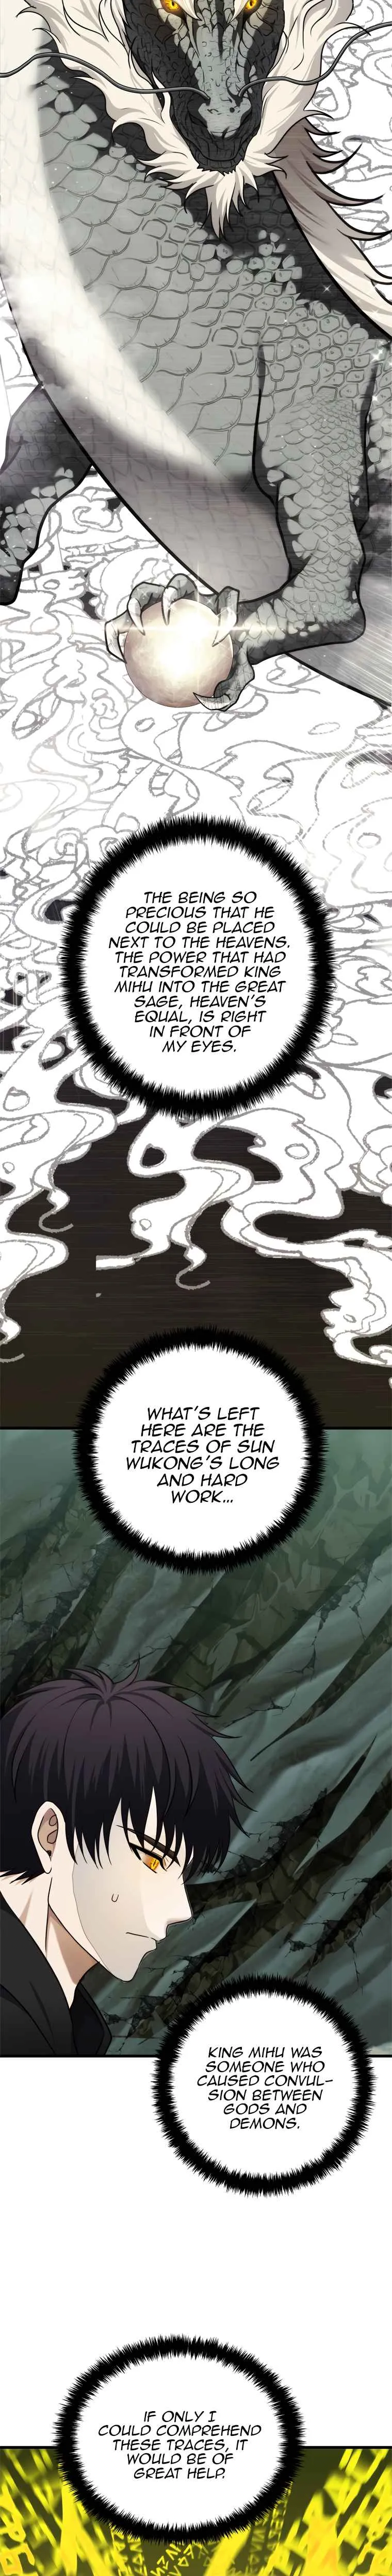 THE BEING SO
PRECIOUS THAT HE
COULD BE PLACED
NEXT TO THE HEAVENS.
THE POWER THAT HAD
TRANSFORMED KING
MIHU INTO THE GREAT
SAGE, HEAVEN'S
EQUAL, IS RIGHT
IN FRONT OF
MY EYES.
WHAT'S LEFT
HERE ARE THE
TRACES OF SUN
WUKONG'S LONG
AND HARD
WORK...
KING MIHU WAS
SOMEONE WHO
CAUSED CONVUL-
SION BETWEEN
GODS AND
DEMONS.
IF ONLY I
COULD COMPREHEND
THESE TRACES, IT
WOULD BE OF
GREAT HELP.